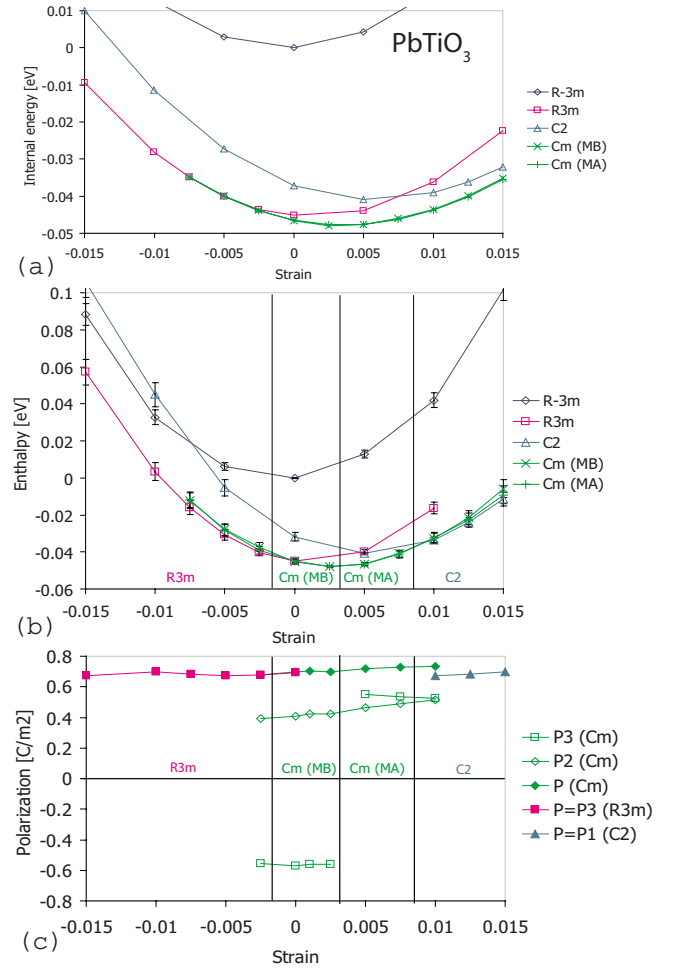 0.01
0
-0.01
-0.02
-0.03
-0.04
-0.05
Internal energy [eV]
PbTiO3
R-3m
R3m
C2
Cm (MB)
Cm (MA)
-0.015 -0.01 -0.005 0 0.005 0.01 0.015
Strain
(a)
0.1
0.08
0.06
0.04
0.02
0
-0.02
-0.04
-0.06
Enthalpy [eV]
R-3m
R3m
C2
Cm (MB)
Cm (MA)
R3m Cm (MB) Cm (MA) C2
-0.015 -0.01 -0.005 0 0.005 0.01 0.015
Strain
(b)
0.8
0.6
0.4
0.2
0
-0.2
-0.4
-0.6
-0.8
Polarization [C/m2]
R3m Cm (MB) Cm (MA) C2
P3 (Cm)
P2 (Cm)
P (Cm)
P=P3 (R3m)
P=P1 (C2)
-0.015 -0.01 -0.005 0 0.005 0.01 0.015
Strain
(c)